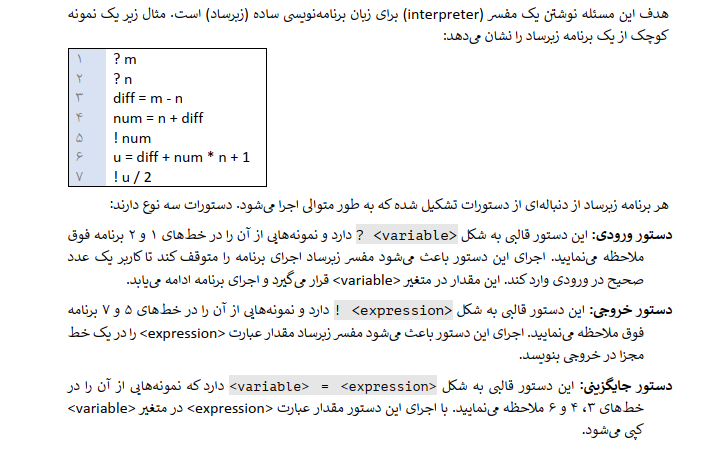 هدف این مسئله نوشتن یک مفسر (interpreter) برای زبان برنامه‌نویسی ساده (زبرساد) است. مثال زیر یک نمونه
کوچک از یک برنامه زبرساد را نشان می‌دهد:
۱ ? m
۲ ? n
۳ diff = m - n
۴ num = n + diff
۵ ! num
۶ u = diff + num * n + 1
۷ ! u / 2
هر برنامه زبرساد از دنباله‌ای از دستورات تشکیل شده که به طور متوالی اجرا می‌شود. دستورات سه نوع دارند:
دستور ورودی: این دستور قالبی به شکل ? <variable> دارد و نمونه‌هایی از آن را در خط‌های ۱ و ۲ برنامه فوق
ملاحظه می‌نمایید. اجرای این دستور باعث می‌شود مفسر زبرساد اجرای برنامه را متوقف کند تا کاربر یک عدد
صحیح در ورودی وارد کند. این مقدار در متغیر <variable> قرار می‌گیرد و اجرای برنامه ادامه می‌یابد.
دستور خروجی: این دستور قالبی به شکل ! <expression> دارد و نمونه‌هایی از آن را در خط‌های ۵ و ۷ برنامه
فوق ملاحظه می‌نمایید. اجرای این دستور باعث می‌شود مفسر زبرساد مقدار عبارت <expression> را در یک خط
مجزا در خروجی بنویسد.
دستور جایگزینی: این دستور قالبی به شکل <variable> = <expression> دارد که نمونه‌هایی از آن را در
خط‌های ۳، ۴ و ۶ ملاحظه می‌نمایید. با اجرای این دستور مقدار عبارت <expression> در متغیر <variable>
کپی می‌شود.